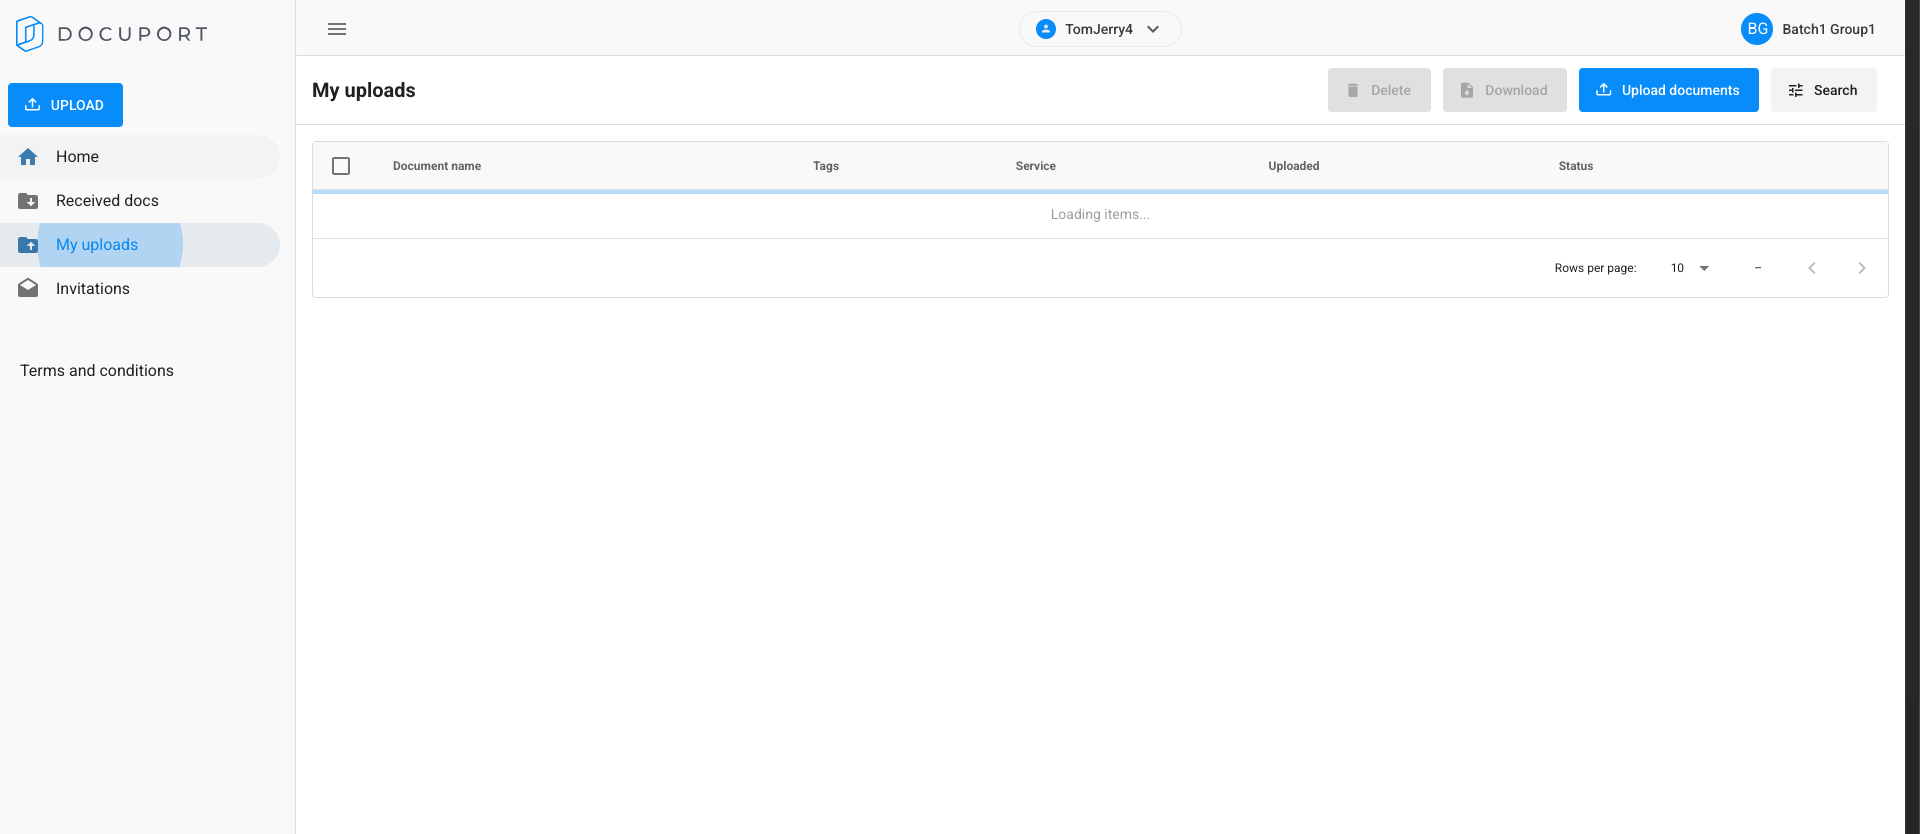 DOCUPORT
TomJerry4
BG Batch1 Group1
UPLOAD
Home
Received docs
My uploads
Invitations
Terms and conditions
My uploads
Delete
Download
Upload documents
Search
Document name Tags Service Uploaded Status
Loading items...
Rows per page: 10 –